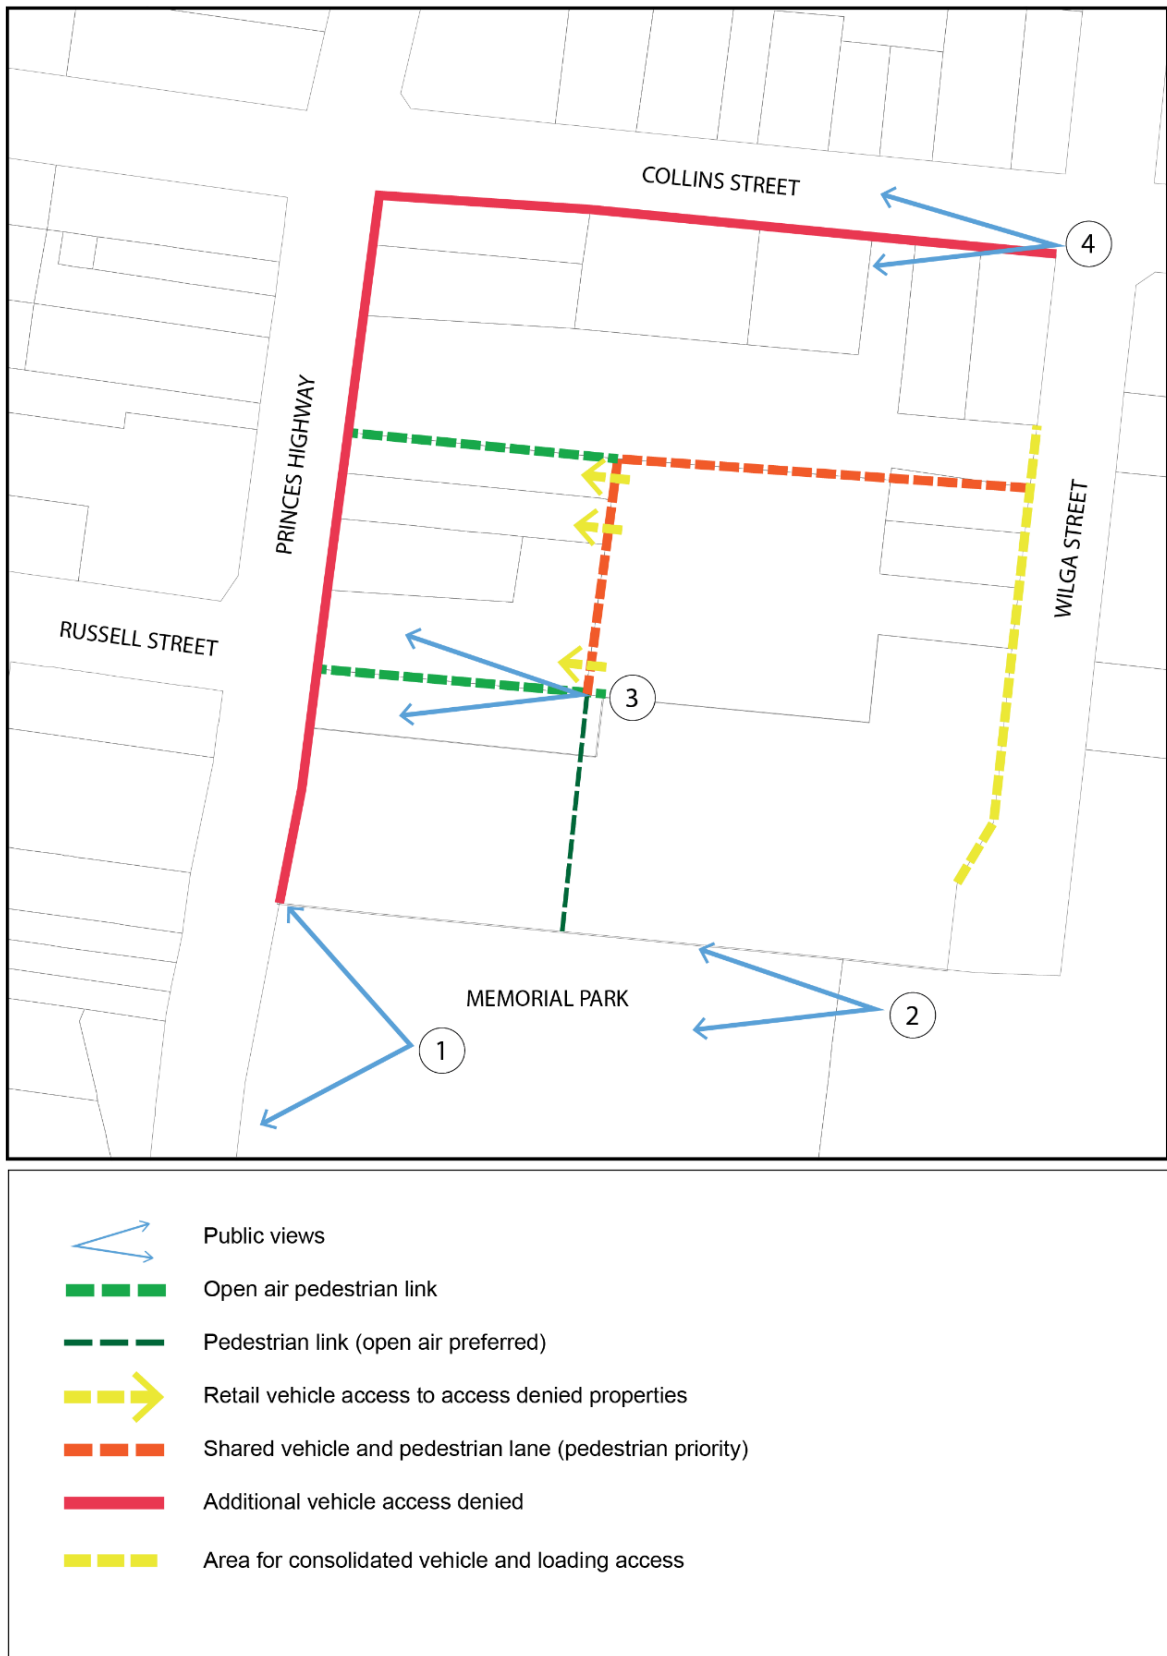 COLLINS STREET
4
PRINCES HIGHWAY
WILGA STREET
RUSSELL STREET
3
MEMORIAL PARK
2
1
Public views
Open air pedestrian link
Pedestrian link (open air preferred)
Retail vehicle access to access denied properties
Shared vehicle and pedestrian lane (pedestrian priority)
Additional vehicle access denied
Area for consolidated vehicle and loading access